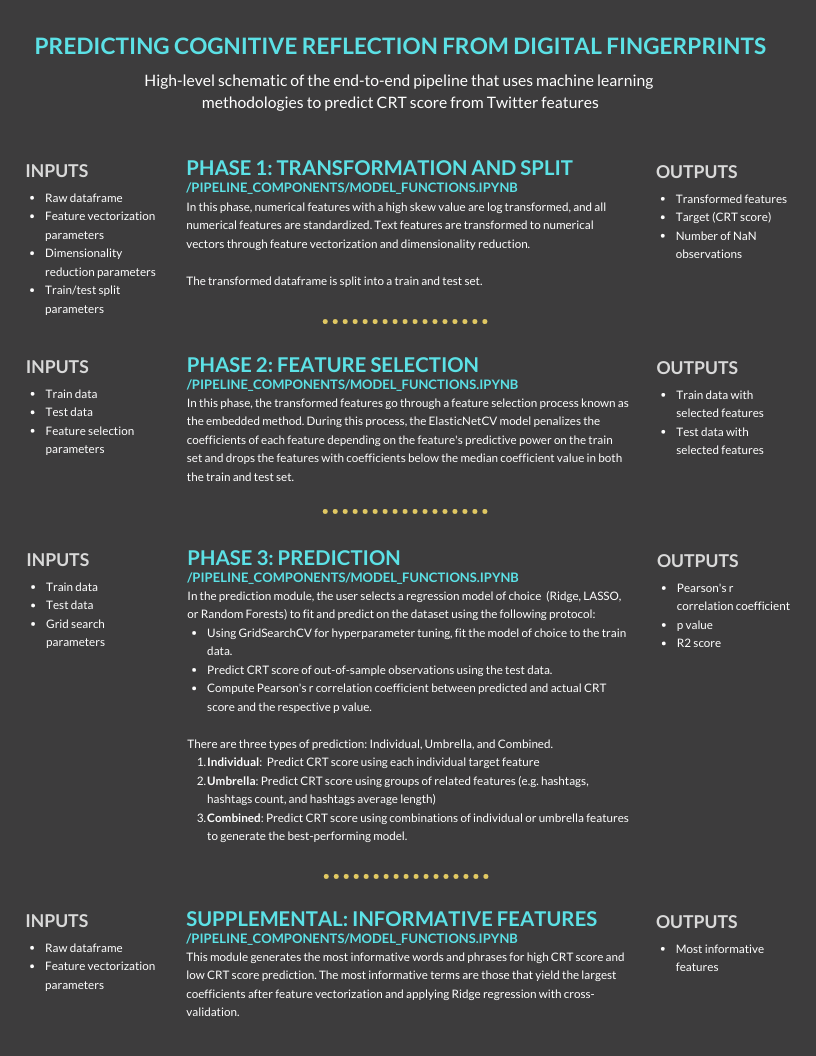 PREDICTING COGNITIVE REFLECTION FROM DIGITAL FINGERPRINTS
High-level schematic of the end-to-end pipeline that uses machine learning
methodologies to predict CRT score from Twitter features
INPUTS
• Raw dataframe
• Feature vectorization
parameters
• Dimensionality
reduction parameters
• Train/test split
parameters
PHASE 1: TRANSFORMATION AND SPLIT
/PIPELINE_COMPONENTS/MODEL_FUNCTIONS.IPYNB
In this phase, numerical features with a high skew value are log transformed, and all
numerical features are standardized. Text features are transformed to numerical
vectors through feature vectorization and dimensionality reduction.
The transformed dataframe is split into a train and test set.
OUTPUTS
• Transformed features
• Target (CRT score)
• Number of NaN
observations
INPUTS
• Train data
• Test data
• Feature selection
parameters
PHASE 2: FEATURE SELECTION
/PIPELINE_COMPONENTS/MODEL_FUNCTIONS.IPYNB
In this phase, the transformed features go through a feature selection process known as
the embedded method. During this process, the ElasticNetCV model penalizes the
coefficients of each feature depending on the feature's predictive power on the train
set and drops the features with coefficients below the median coefficient value in both
the train and test set.
OUTPUTS
• Train data with
selected features
• Test data with
selected features
INPUTS
• Train data
• Test data
• Grid search
parameters
PHASE 3: PREDICTION
/PIPELINE_COMPONENTS/MODEL_FUNCTIONS.IPYNB
In the prediction module, the user selects a regression model of choice (Ridge, LASSO,
or Random Forests) to fit and predict on the dataset using the following protocol:
• Using GridSearchCV for hyperparameter tuning, fit the model of choice to the train
data.
• Predict CRT score of out-of-sample observations using the test data.
• Compute Pearson's r correlation coefficient between predicted and actual CRT
score and the respective p value.
There are three types of prediction: Individual, Umbrella, and Combined.
1. Individual: Predict CRT score using each individual target feature
2. Umbrella: Predict CRT score using groups of related features (e.g. hashtags,
hashtags count, and hashtags average length)
3. Combined: Predict CRT score using combinations of individual or umbrella features
to generate the best-performing model.
OUTPUTS
• Pearson's r
correlation coefficient
• p value
• R2 score
INPUTS
• Raw dataframe
• Feature vectorization
parameters
SUPPLEMENTAL: INFORMATIVE FEATURES
/PIPELINE_COMPONENTS/MODEL_FUNCTIONS.IPYNB
This module generates the most informative words and phrases for high CRT score and
low CRT score prediction. The most informative terms are those that yield the largest
coefficients after feature vectorization and applying Ridge regression with cross-
validation.
OUTPUTS
• Most informative
features